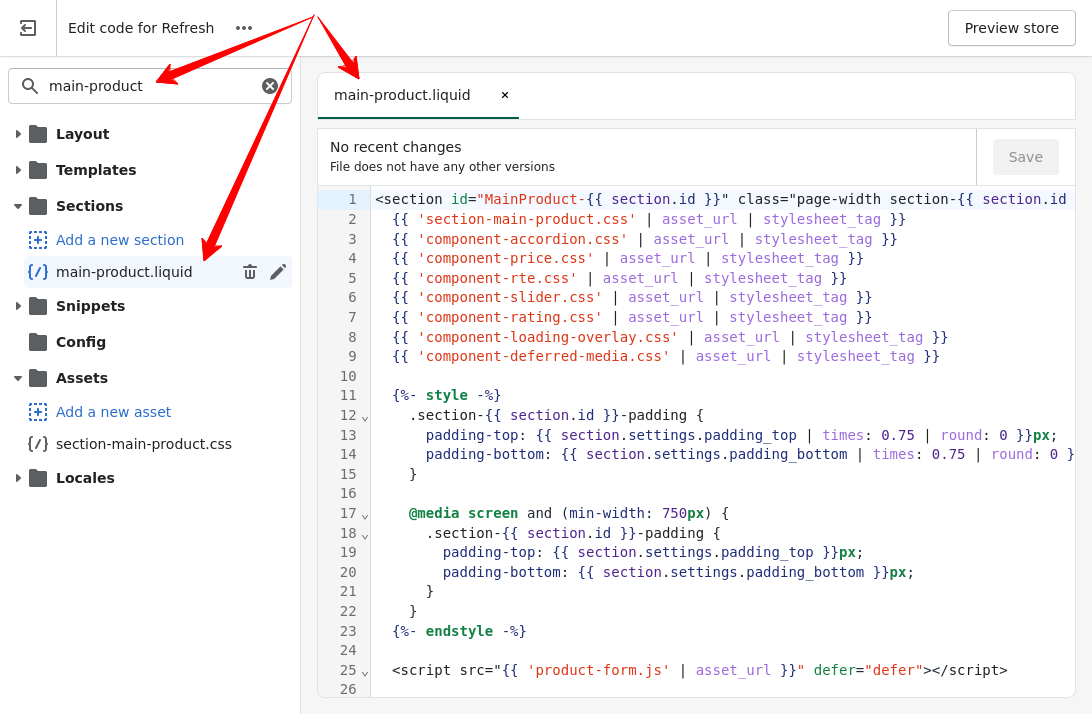 Edit code for Refresh
Preview store
main-product
Layout
Templates
Sections
Add a new section
main-product.liquid
Snippets
Config
Assets
Add a new asset
section-main-product.css
Locales
main-product.liquid ×
No recent changes
File does not have any other versions
Save
1 <section id="MainProduct-{{ section.id }}" class="page-width section-{{ section.id
2 {{ 'section-main-product.css' | asset_url | stylesheet_tag }}
3 {{ 'component-accordion.css' | asset_url | stylesheet_tag }}
4 {{ 'component-price.css' | asset_url | stylesheet_tag }}
5 {{ 'component-rte.css' | asset_url | stylesheet_tag }}
6 {{ 'component-slider.css' | asset_url | stylesheet_tag }}
7 {{ 'component-rating.css' | asset_url | stylesheet_tag }}
8 {{ 'component-loading-overlay.css' | asset_url | stylesheet_tag }}
9 {{ 'component-deferred-media.css' | asset_url | stylesheet_tag }}
10
11 {%- style -%}
12 .section-{{ section.id }}-padding {
13 padding-top: {{ section.settings.padding_top | times: 0.75 | round: 0 }}px;
14 padding-bottom: {{ section.settings.padding_bottom | times: 0.75 | round: 0 }
15 }
16
17 @media screen and (min-width: 750px) {
18 .section-{{ section.id }}-padding {
19 padding-top: {{ section.settings.padding_top }}px;
20 padding-bottom: {{ section.settings.padding_bottom }}px;
21 }
22 }
23 {%- endstyle -%}
24
25 <script src="{{ 'product-form.js' | asset_url }}" defer="defer"></script>
26